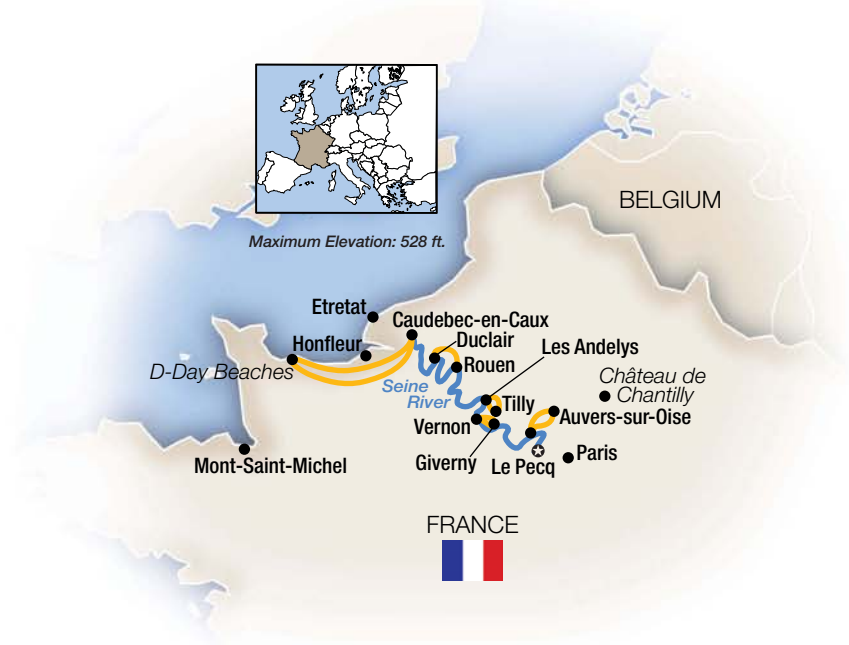 BELGIUM
Maximum Elevation: 528 ft.
Etretat
Caudebec-en-Caux
Honfleur
Duclair
Les Andelys
D-Day Beaches
Rouen
Château de
Chantilly
Seine
River
Tilly
Auvers-sur-Oise
Vernon
Mont-Saint-Michel
Giverny
Le Pecq
Paris
FRANCE